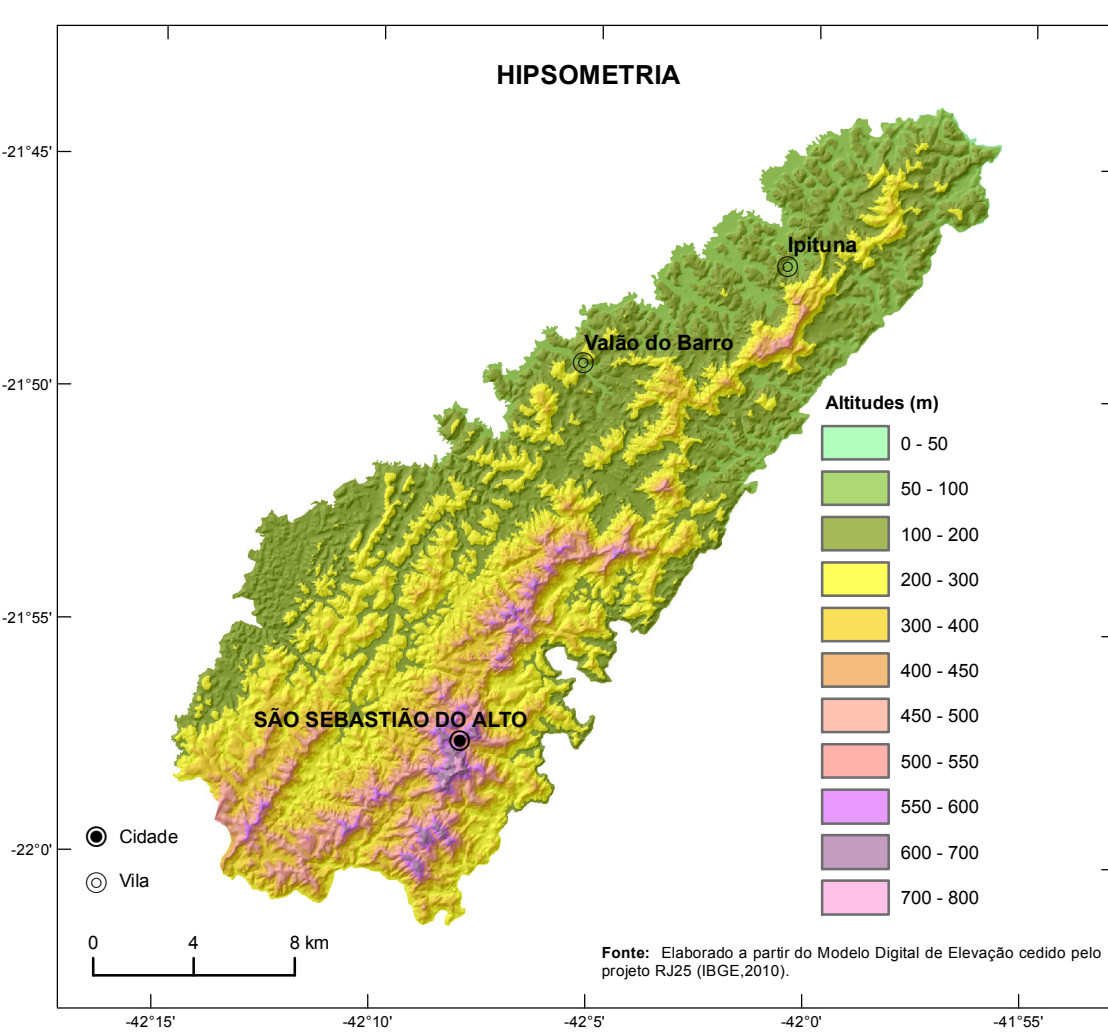 HIPSOMETRIA
-21°45'
Ipituna
Valão do Barro
-21°50'
Altitudes (m)
0 - 50
50 - 100
100 - 200
200 - 300
300 - 400
400 - 450
450 - 500
500 - 550
550 - 600
600 - 700
700 - 800
-21°55'
SÃO SEBASTIÃO DO ALTO
Cidade
-22°0'
Vila
0 4 8 km
Fonte: Elaborado a partir do Modelo Digital de Elevação cedido pelo
projeto RJ25 (IBGE,2010).
-42°15' -42°10' -42°5' -42°0' -41°55'